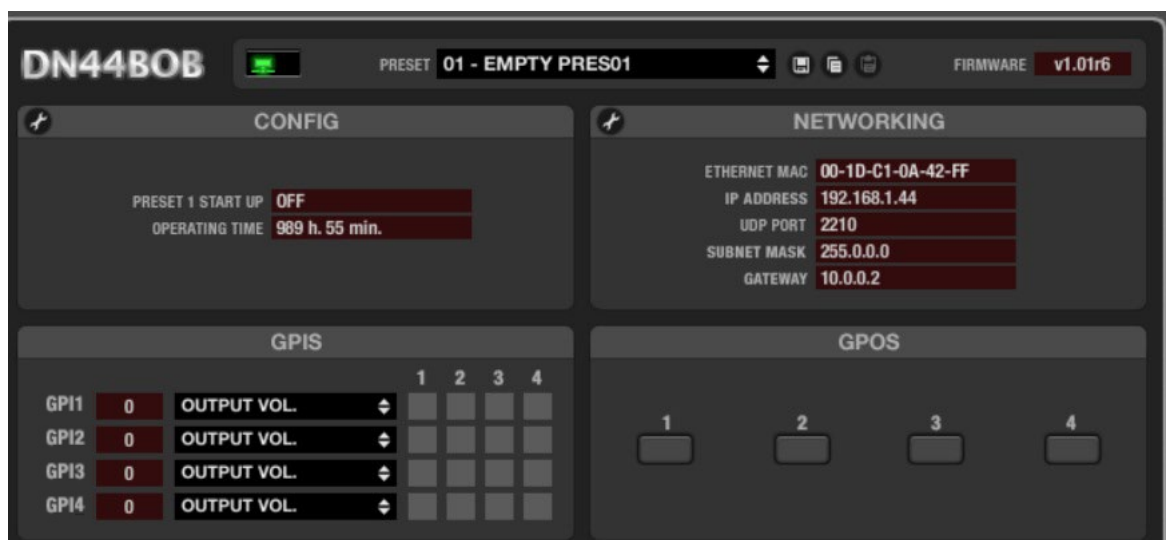 DN44BOB PRESET 01 - EMPTY PRES01 FIRMWARE v1.01r6
CONFIG
PRESET 1 START UP OFF
OPERATING TIME 989 h. 55 min.
NETWORKING
ETHERNET MAC 00-1D-C1-0A-42-FF
IP ADDRESS 192.168.1.44
UDP PORT 2210
SUBNET MASK 255.0.0.0
GATEWAY 10.0.0.2
GPIS
1 2 3 4
GPI1 0 OUTPUT VOL.
GPI2 0 OUTPUT VOL.
GPI3 0 OUTPUT VOL.
GPI4 0 OUTPUT VOL.
GPOS
1 2 3 4